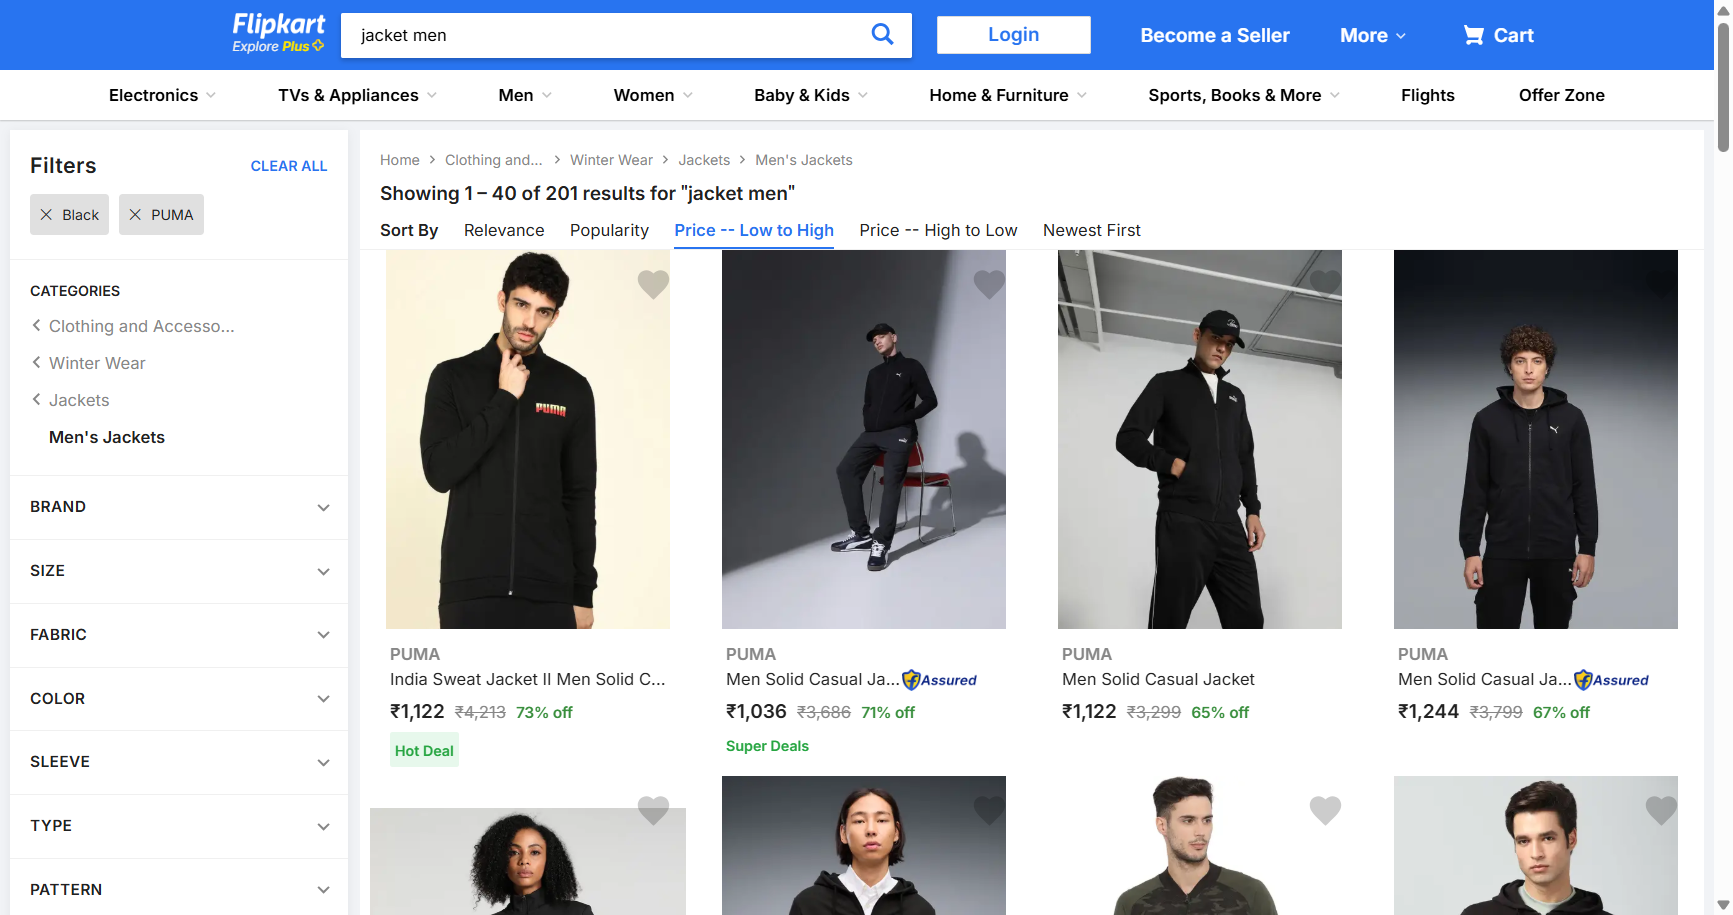 Flipkart
Explore Plus
jacket men
Login
Become a Seller
More
Cart
Electronics
TVs & Appliances
Men
Women
Baby & Kids
Home & Furniture
Sports, Books & More
Flights
Offer Zone
Filters
CLEAR ALL
Black
PUMA
CATEGORIES
Clothing and Accesso...
Winter Wear
Jackets
Men's Jackets
BRAND
SIZE
FABRIC
COLOR
SLEEVE
TYPE
PATTERN
Home > Clothing and... > Winter Wear > Jackets > Men's Jackets
Showing 1 – 40 of 201 results for "jacket men"
Sort By
Relevance
Popularity
Price -- Low to High
Price -- High to Low
Newest First
PUMA
PUMA
India Sweat Jacket II Men Solid C...
₹1,122 ₹4,213 73% off
Hot Deal
PUMA
Men Solid Casual Ja... Assured
₹1,036 ₹3,686 71% off
Super Deals
PUMA
Men Solid Casual Jacket
₹1,122 ₹3,299 65% off
PUMA
Men Solid Casual Ja... Assured
₹1,244 ₹3,799 67% off